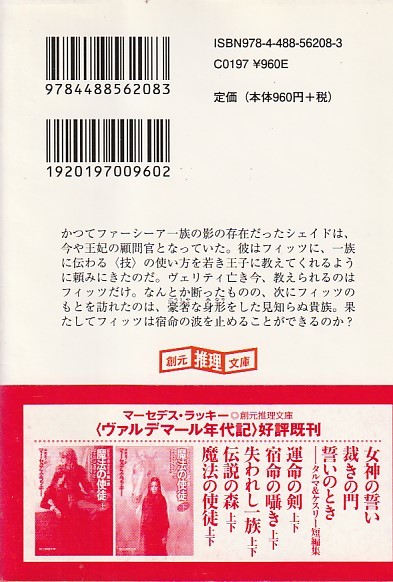 ISBN978-4-488-56208-3
C0197 ¥960E
定価（本体960円＋税）
9784488562083
1920197009602
かつてファーシーア一族の影の存在だったシェイドは、
今や王妃の顧問官となっていた。彼はフィッツに、一族
に伝わる〈技〉の使い方を若き王子に教えてくれるよう
に頼みにきたのだ。ヴェリティ亡き今、教えられるのは
フィッツだけ。なんとか断ったものの、次にフィッツの
もとを訪れたのは、豪奢な身形をした見知らぬ貴族。果
たしてフィッツは宿命の波を止めることができるのか？
創元推理文庫
マーセデス・ラッキー◎創元推理文庫
〈ヴァルデマール年代記〉好評既刊
女神の誓い
裁きの門
誓いのとき
──タルマ&ケスリー短編集
運命の剣 上下
宿命の囁き 上下
失われし一族 上下
伝説の森 上下
魔法の使徒 上下
魔法の使徒 上
魔法の使徒 下